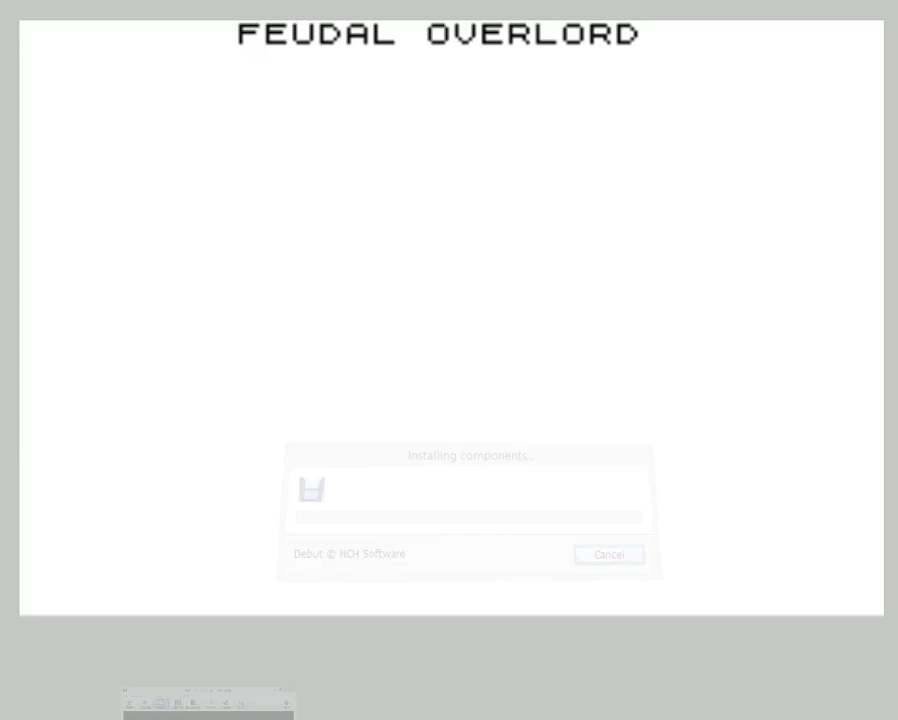 FEUDAL OVERLORD
Installing components...
Debut © NCH Software
Cancel